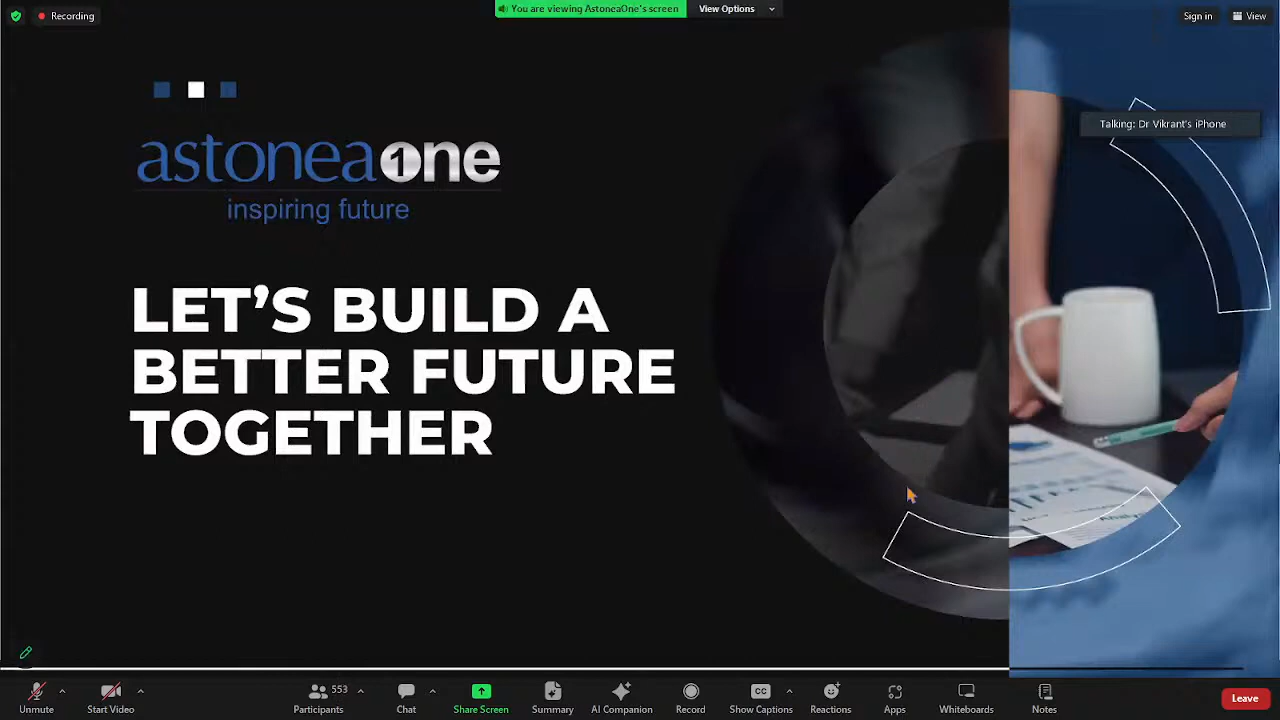 Recording
You are viewing AstoneaOne's screen
View Options
Sign in
View
Talking: Dr Vikrant's iPhone
astoneaone
inspiring future
LET'S BUILD A
BETTER FUTURE
TOGETHER
Unmute
Start Video
553
Participants
Chat
Share Screen
Summary
AI Companion
Record
CC
Show Captions
Reactions
Apps
Whiteboards
Notes
Leave